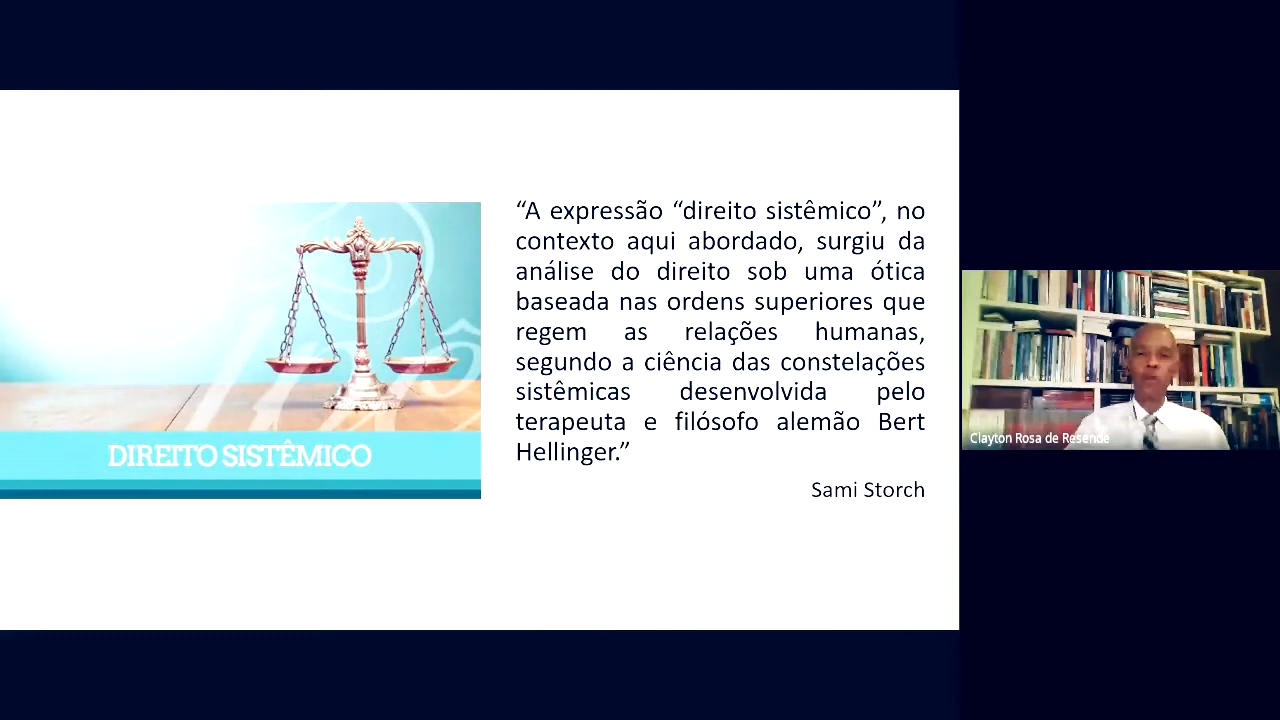 DIREITO SISTÊMICO
“A expressão “direito sistêmico”, no
contexto aqui abordado, surgiu da
análise do direito sob uma ótica
baseada nas ordens superiores que
regem as relações humanas,
segundo a ciência das constelações
sistêmicas desenvolvida pelo
terapeuta e filósofo alemão Bert
Hellinger.”
Sami Storch
Clayton Rosa de Resende